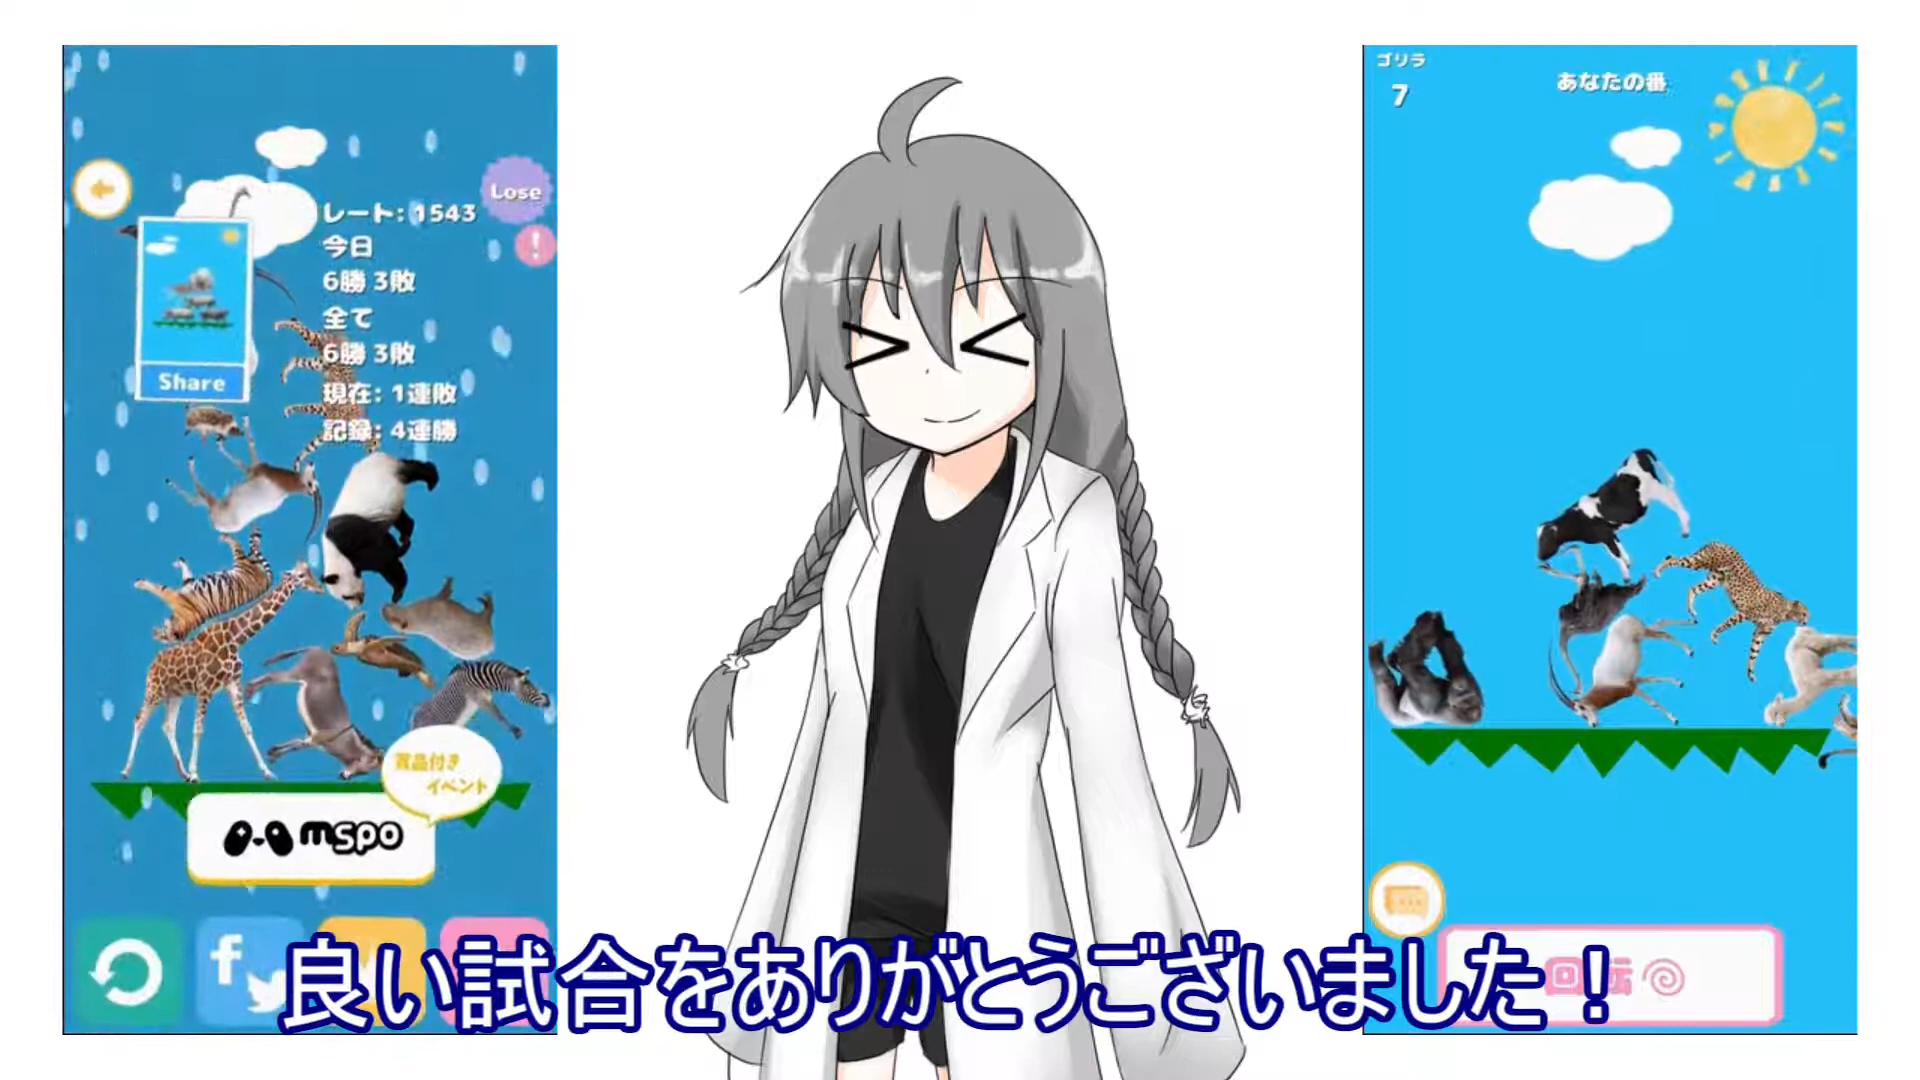 Lose
レート: 1543
今日
6勝 3敗
全て
6勝 3敗
現在: 1連敗
記録: 4連勝
!
Share
賞品付き
イベント
mspo
f
ゴリラ
7
あなたの番
回転
良い試合をありがとうございました！